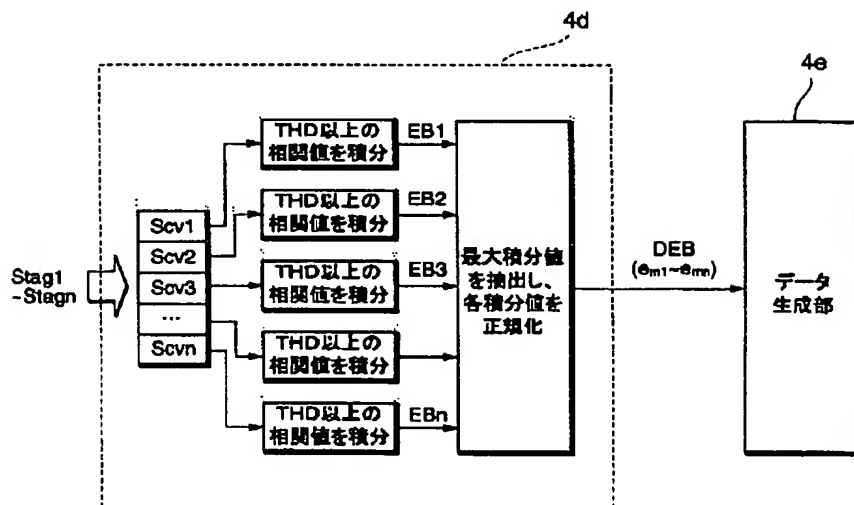 4d
4e
THD以上の
相関値を積分
EB1
THD以上の
相関値を積分
EB2
Scv1
Scv2
Scv3
...
Scvn
Stag1
~Stagn
THD以上の
相関値を積分
EB3
最大積分値
を抽出し、
各積分値を
正規化
DEB
(em1~emn)
データ
生成部
THD以上の
相関値を積分
THD以上の
相関値を積分
EBn